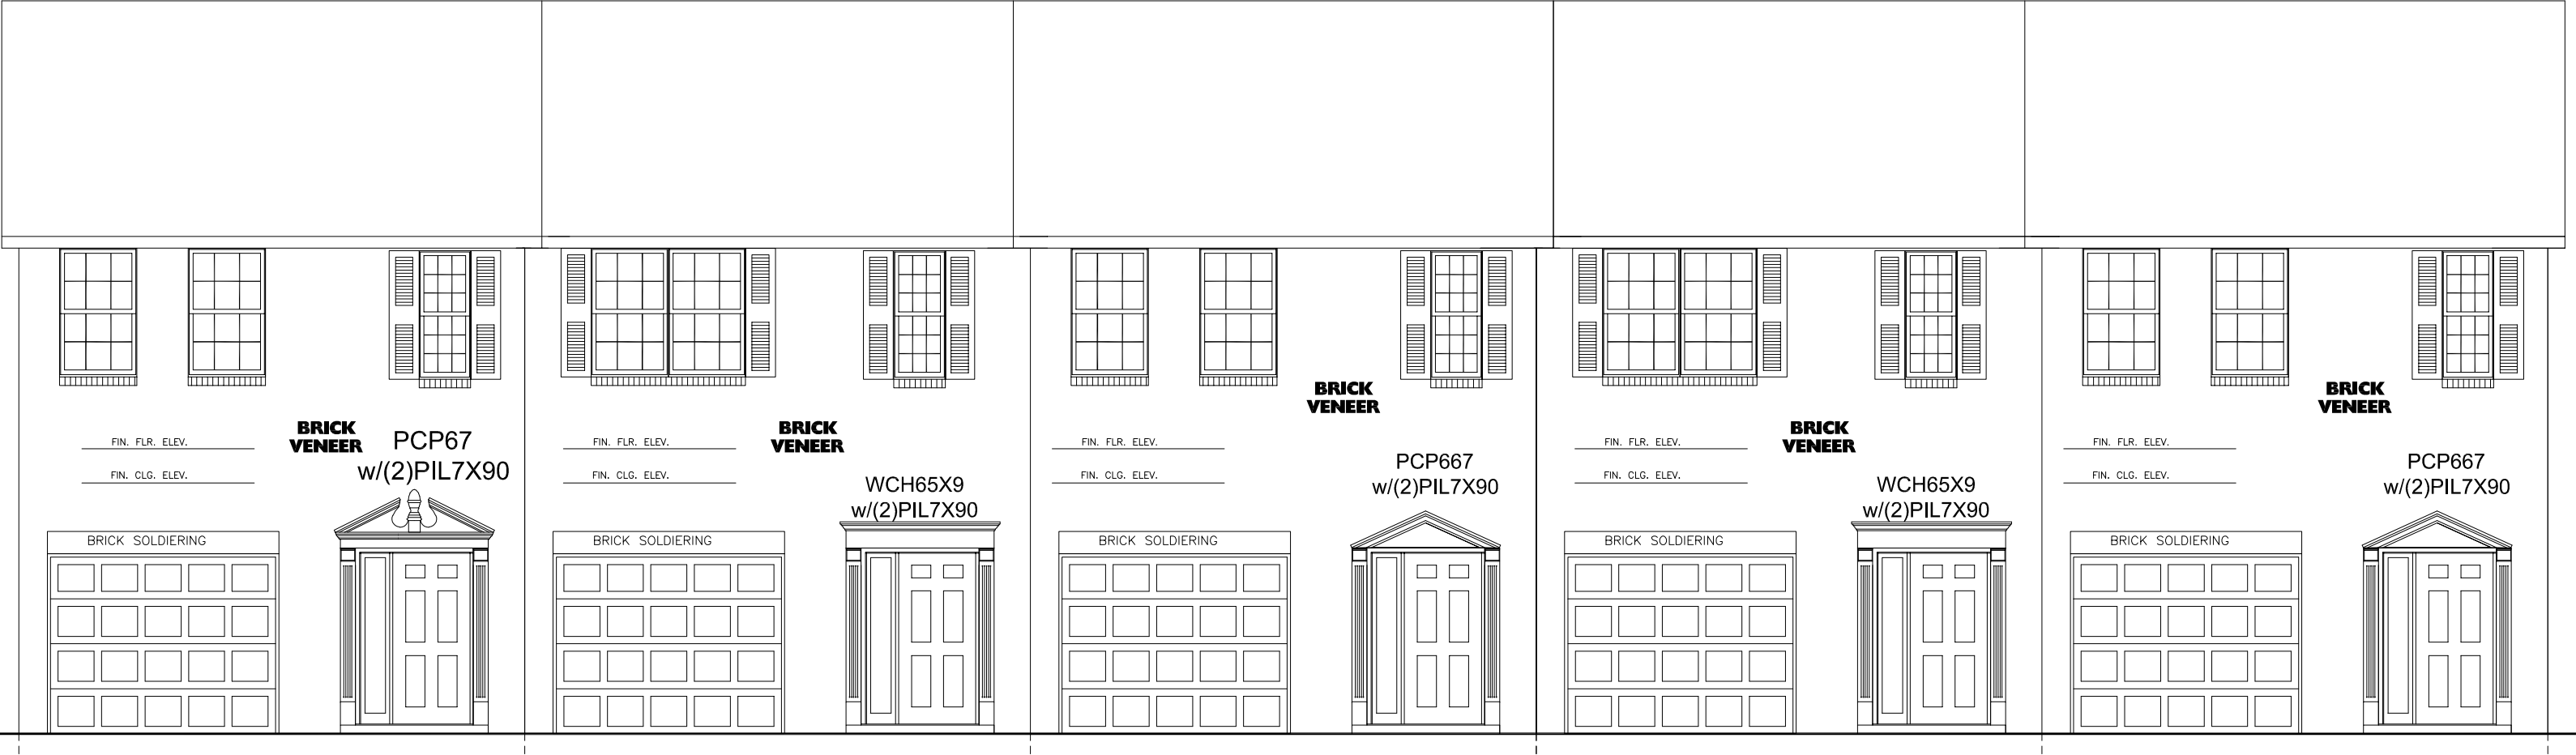 BRICK
VENEER
PCP67
w/(2)PIL7X90
FIN. FLR. ELEV.
FIN. CLG. ELEV.
BRICK SOLDIERING
BRICK
VENEER
FIN. FLR. ELEV.
FIN. CLG. ELEV.
WCH65X9
w/(2)PIL7X90
BRICK SOLDIERING
BRICK
VENEER
FIN. FLR. ELEV.
FIN. CLG. ELEV.
PCP667
w/(2)PIL7X90
BRICK SOLDIERING
BRICK
VENEER
FIN. FLR. ELEV.
FIN. CLG. ELEV.
WCH65X9
w/(2)PIL7X90
BRICK SOLDIERING
BRICK
VENEER
FIN. FLR. ELEV.
FIN. CLG. ELEV.
PCP667
w/(2)PIL7X90
BRICK SOLDIERING